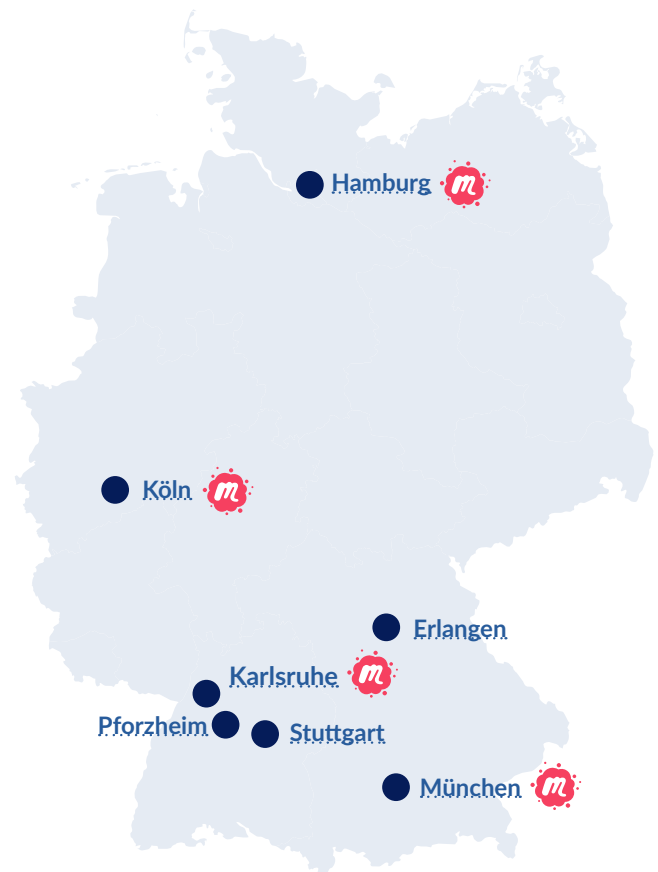 Hamburg
Köln
Erlangen
Karlsruhe
Pforzheim
Stuttgart
München